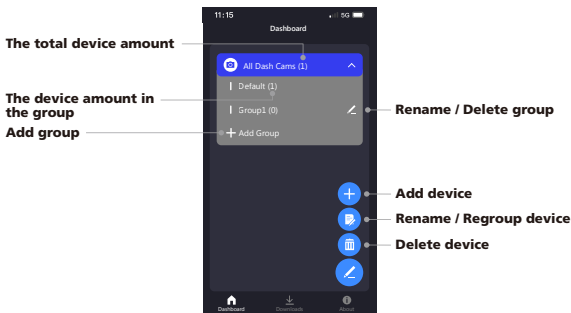 11:15
5G
Dashboard
The total device amount
All Dash Cams (1)
Default (1)
The device amount in
the group
Group1 (0)
Rename / Delete group
Add group
Add Group
Add device
Rename / Regroup device
Delete device
Dashboard
Downloads
About